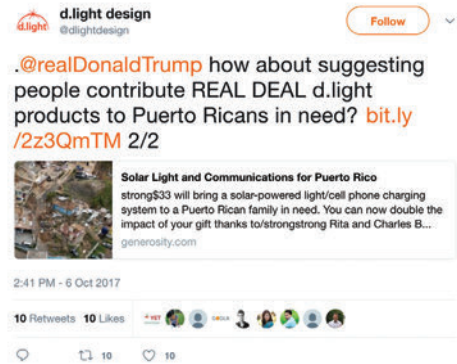 d.light design
d.light
@dlightdesign
Follow
.@realDonaldTrump how about suggesting
people contribute REAL DEAL d.light
products to Puerto Ricans in need? bit.ly
/2z3QmTM 2/2
Solar Light and Communications for Puerto Rico
strong$33 will bring a solar-powered light/cell phone charging
system to a Puerto Rican family in need. You can now double the
impact of your gift thanks to/strongstrong Rita and Charles B...
generosity.com
2:41 PM - 6 Oct 2017
10 Retweets 10 Likes
10 10